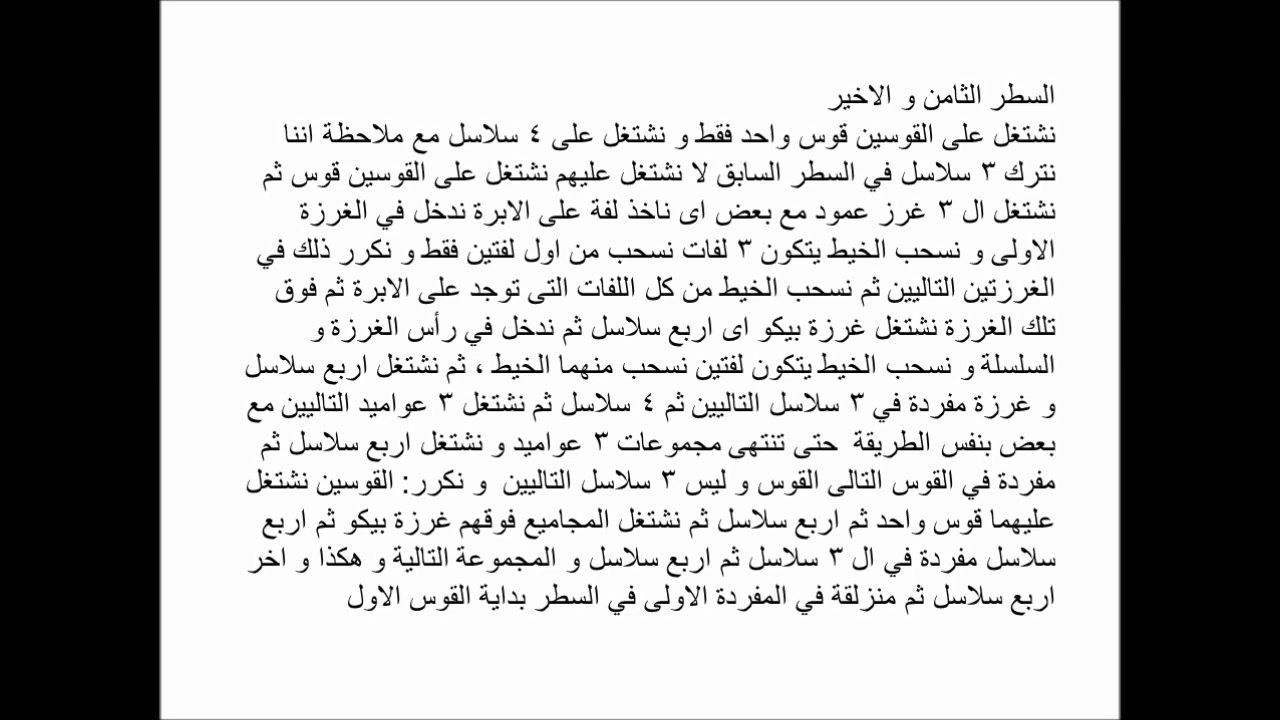 السطر الثامن و الاخير
نشتغل على القوسين قوس واحد فقط و نشتغل على ٤ سلاسل مع ملاحظة اننا
نترك ٣ سلاسل في السطر السابق لا نشتغل عليهم نشتغل على القوسين قوس ثم
نشتغل ال ٣ غرز عمود مع بعض اى ناخذ لفة على الابرة ندخل في الغرزة
الاولى و نسحب الخيط يتكون ٣ لفات نسحب من اول لفتين فقط و نكرر ذلك في
الغرزتين التاليين ثم نسحب الخيط من كل اللفات التى توجد على الابرة ثم فوق
تلك الغرزة نشتغل غرزة بيكو اى اربع سلاسل ثم ندخل في رأس الغرزة و
السلسلة و نسحب الخيط يتكون لفتين نسحب منهما الخيط ، ثم نشتغل اربع سلاسل
و غرزة مفردة في ٣ سلاسل التاليين ثم ٤ سلاسل ثم نشتغل ٣ عواميد التاليين مع
بعض بنفس الطريقة حتى تنتهى مجموعات ٣ عواميد و نشتغل اربع سلاسل ثم
مفردة في القوس التالى القوس و ليس ٣ سلاسل التاليين و نكرر: القوسين نشتغل
عليهما قوس واحد ثم اربع سلاسل ثم نشتغل المجاميع فوقهم غرزة بيكو ثم اربع
سلاسل مفردة في ال ٣ سلاسل ثم اربع سلاسل و المجموعة التالية و هكذا و اخر
اربع سلاسل ثم منزلقة في المفردة الاولى في السطر بداية القوس الاول